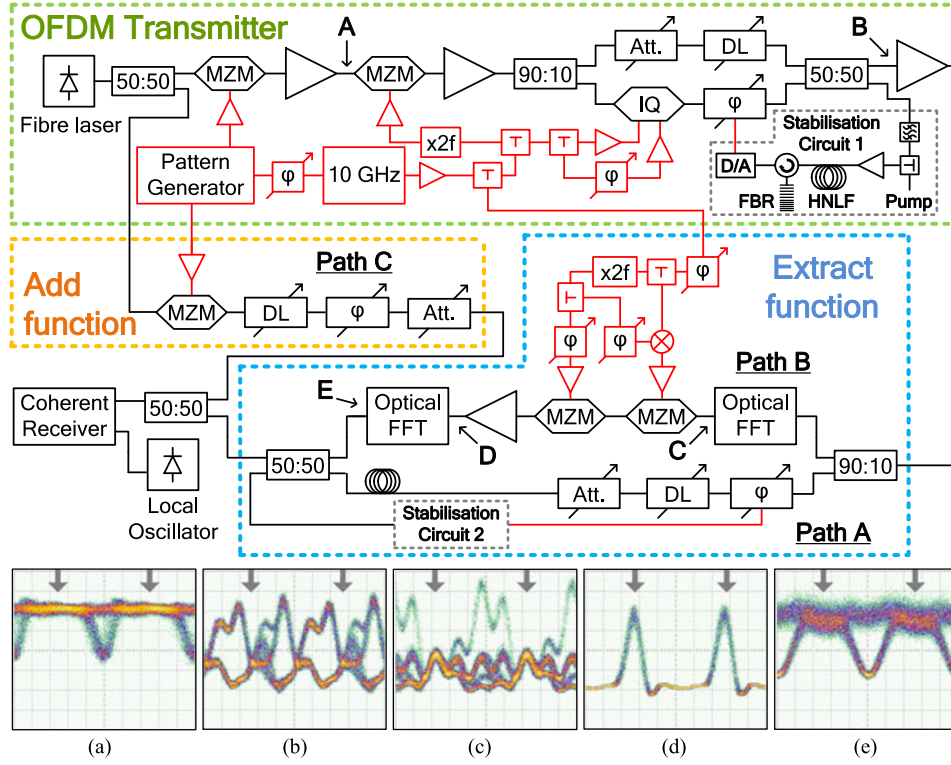 OFDM Transmitter
A
B
Fibre laser
50:50
MZM
MZM
90:10
Att.
DL
IQ
φ
50:50
Pattern
Generator
φ
10 GHz
x2f
T
T
T
φ
Stabilisation
Circuit 1
D/A
FBR
HNLF
Pump
Add
function
Path C
MZM
DL
φ
Att.
Extract
function
x2f
T
φ
T
φ
φ
Path B
Coherent
Receiver
50:50
Local
Oscillator
E
Optical
FFT
D
MZM
MZM
C
Optical
FFT
50:50
90:10
Att.
DL
φ
Stabilisation
Circuit 2
Path A
(a)
(b)
(c)
(d)
(e)